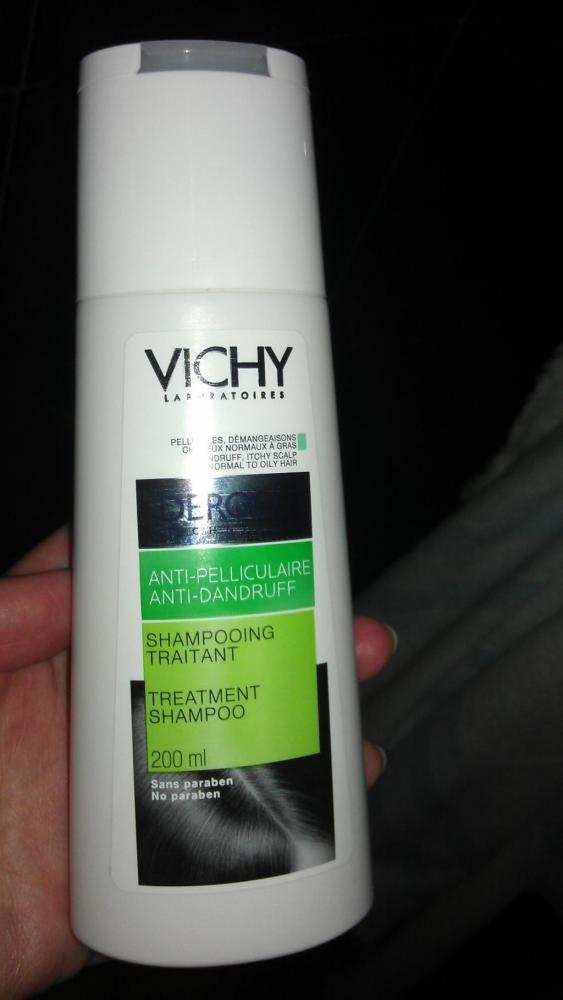 VICHY
LABORATOIRES
PELLICULES, DÉMANGEAISONS
CHEVEUX NORMAUX À GRAS
DANDRUFF, ITCHY SCALP
NORMAL TO OILY HAIR
DERCOS
ANTI-PELLICULAIRE
ANTI-DANDRUFF
SHAMPOOING
TRAITANT
TREATMENT
SHAMPOO
200 ml
Sans paraben
No paraben